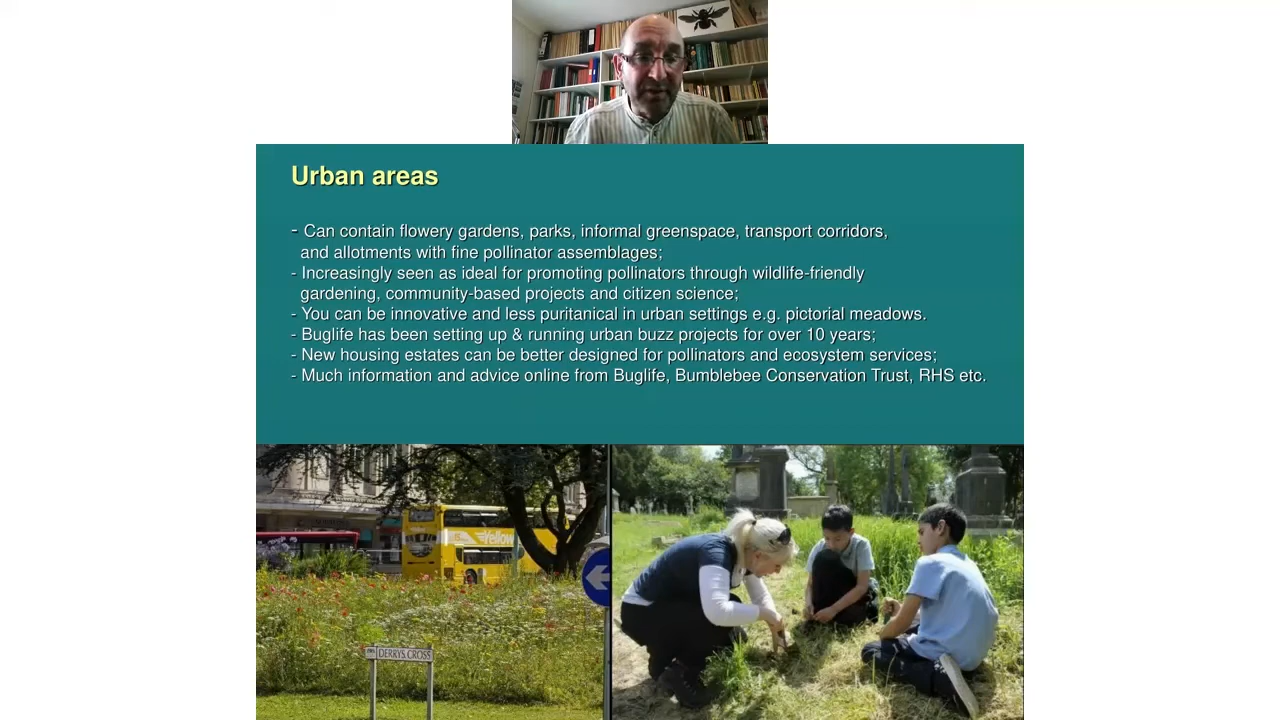 Urban areas
- Can contain flowery gardens, parks, informal greenspace, transport corridors,
and allotments with fine pollinator assemblages;
- Increasingly seen as ideal for promoting pollinators through wildlife-friendly
gardening, community-based projects and citizen science;
- You can be innovative and less puritanical in urban settings e.g. pictorial meadows.
- Buglife has been setting up & running urban buzz projects for over 10 years;
- New housing estates can be better designed for pollinators and ecosystem services;
- Much information and advice online from Buglife, Bumblebee Conservation Trust, RHS etc.
Yellow
DERRYS CROSS